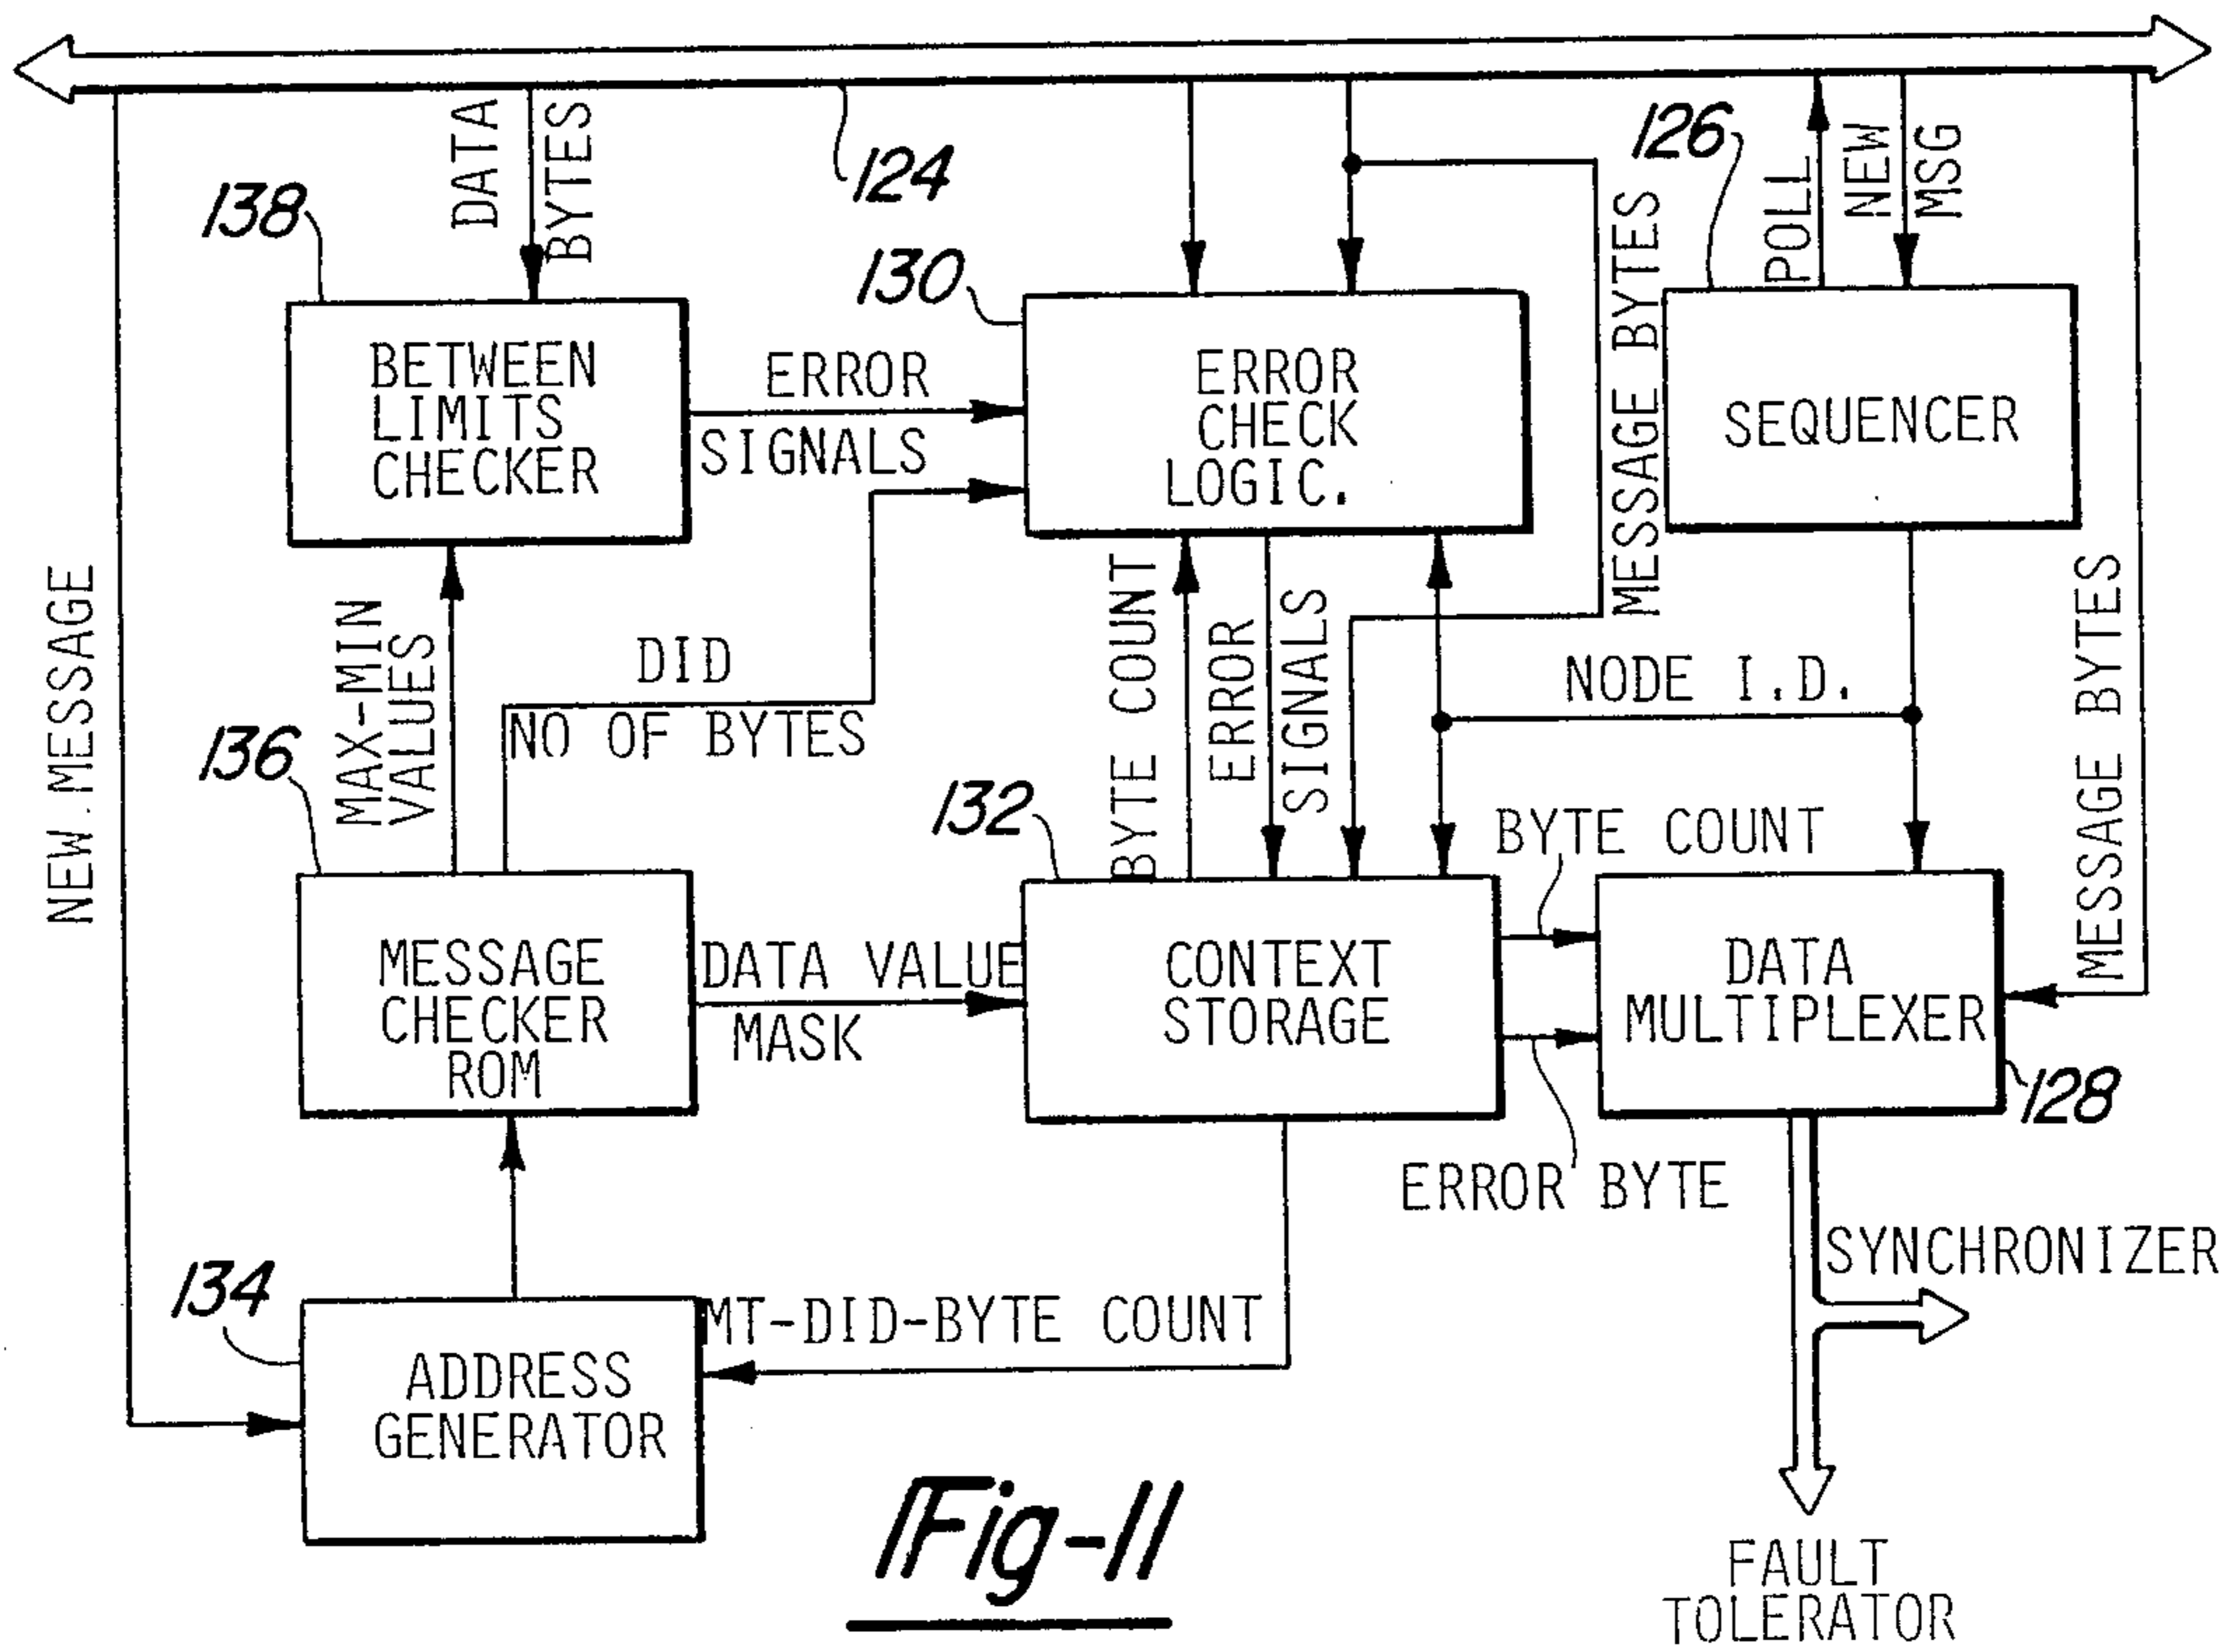 DATA
BYTES
124
126
POLL
NEW
MSG
138
130
MESSAGE BYTES
BETWEEN
LIMITS
CHECKER
ERROR
SIGNALS
ERROR
CHECK
LOGIC.
SEQUENCER
NEW.MESSAGE
MAX-MIN
VALUES
DID
NO OF BYTES
BYTE COUNT
ERROR
SIGNALS
NODE I.D.
MESSAGE BYTES
136
132
BYTE COUNT
MESSAGE
CHECKER
ROM
DATA VALUE
MASK
CONTEXT
STORAGE
DATA
MULTIPLEXER
128
ERROR BYTE
SYNCHRONIZER
134
MT-DID-BYTE COUNT
ADDRESS
GENERATOR
Fig-11
FAULT
TOLERATOR